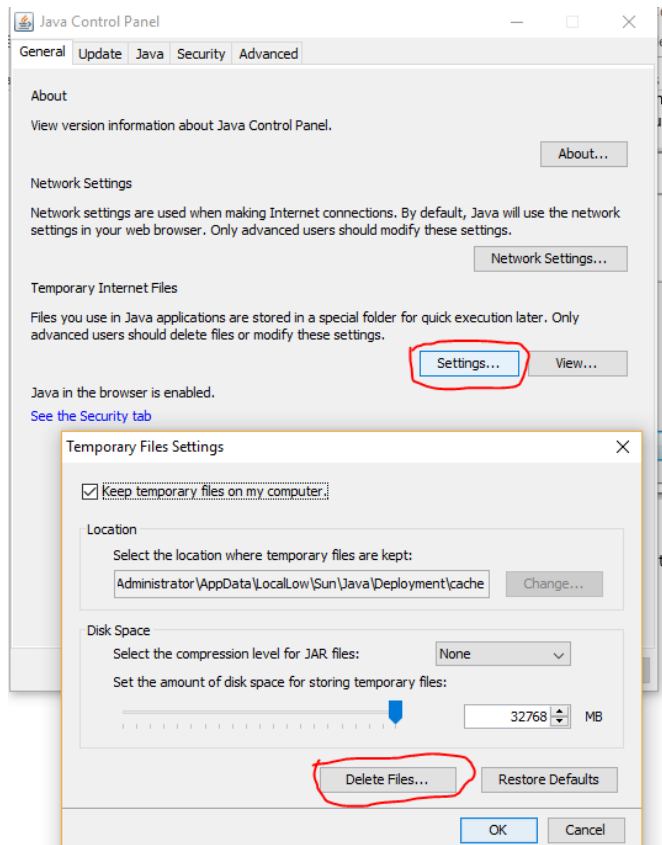 Java Control Panel
General Update Java Security Advanced
About
View version information about Java Control Panel.
About...
Network Settings
Network settings are used when making Internet connections. By default, Java will use the network
settings in your web browser. Only advanced users should modify these settings.
Network Settings...
Temporary Internet Files
Files you use in Java applications are stored in a special folder for quick execution later. Only
advanced users should delete files or modify these settings.
Settings... View...
Java in the browser is enabled.
See the Security tab
Temporary Files Settings
Keep temporary files on my computer.
Location
Select the location where temporary files are kept:
Administrator\AppData\LocalLow\Sun\Java\Deployment\cache Change...
Disk Space
Select the compression level for JAR files: None
Set the amount of disk space for storing temporary files:
32768 MB
Delete Files... Restore Defaults
OK Cancel